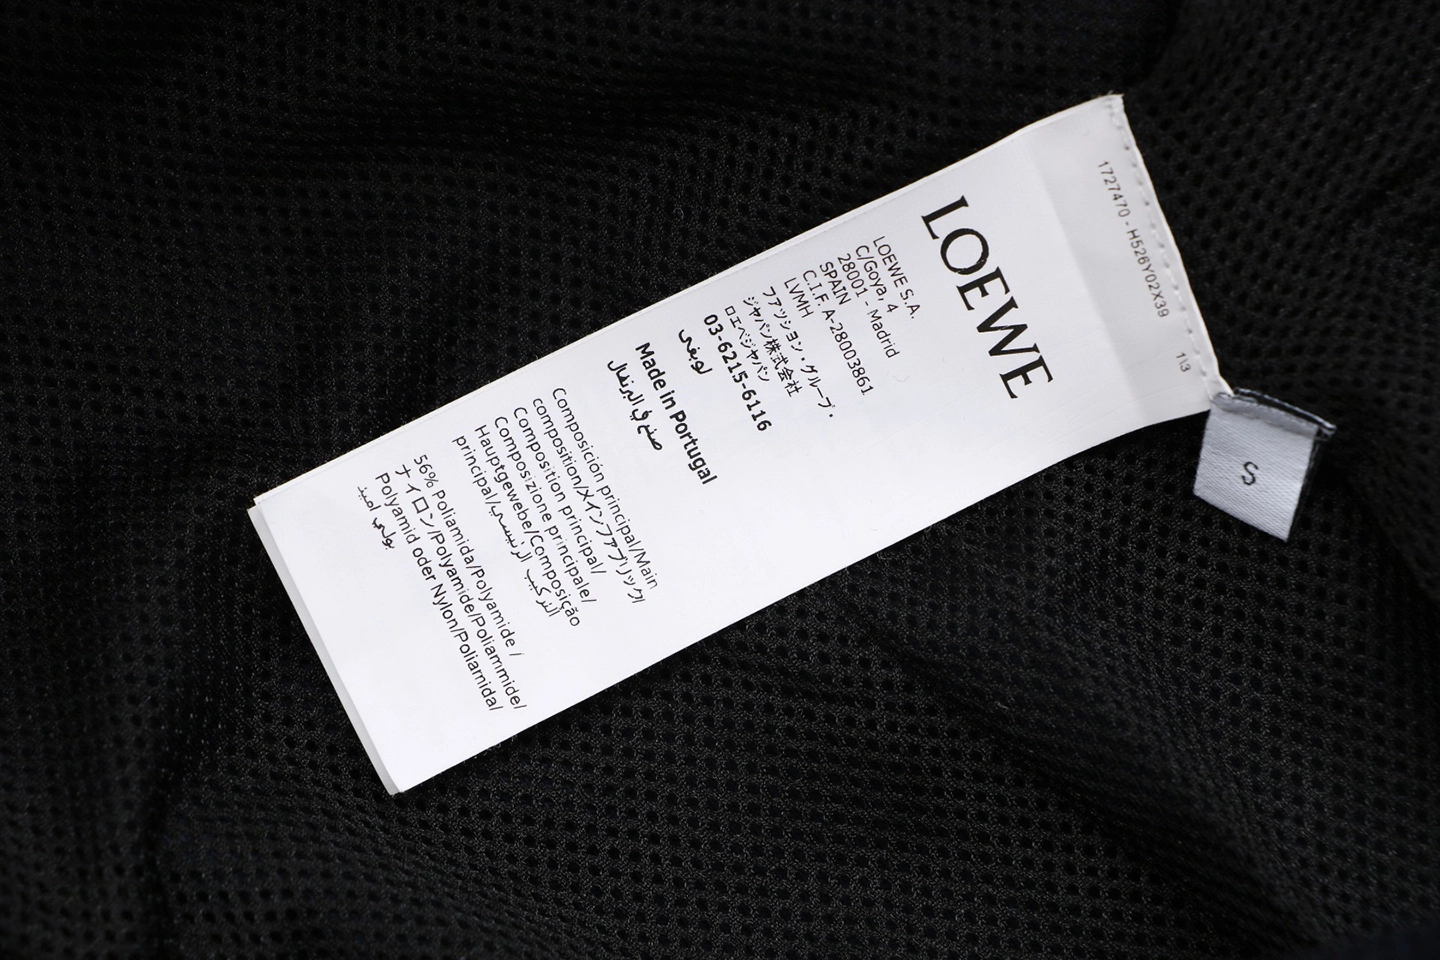 1727470 - H526Y02X39
1\3
LOEWE
LOEWE S.A.
C/Goya, 4
28001 - Madrid
SPAIN
C.I.F. A-28003861
LVMH
ファッション・グループ・
ジャパン株式会社
ロエベジャパン
03-6215-6116
لويفي
Made in Portugal
صنع في البرتغال
Composición principal/Main
composition/メインファブリック/
Composition principal/
Composizione principale/
Hauptgewebe/Composição
principal/التركيب الرئيسي
56% Poliamida/Polyamide /
ナイロン/Polyamide/Poliammide/
Polyamid oder Nylon/Poliamida/
بولي اميد
S